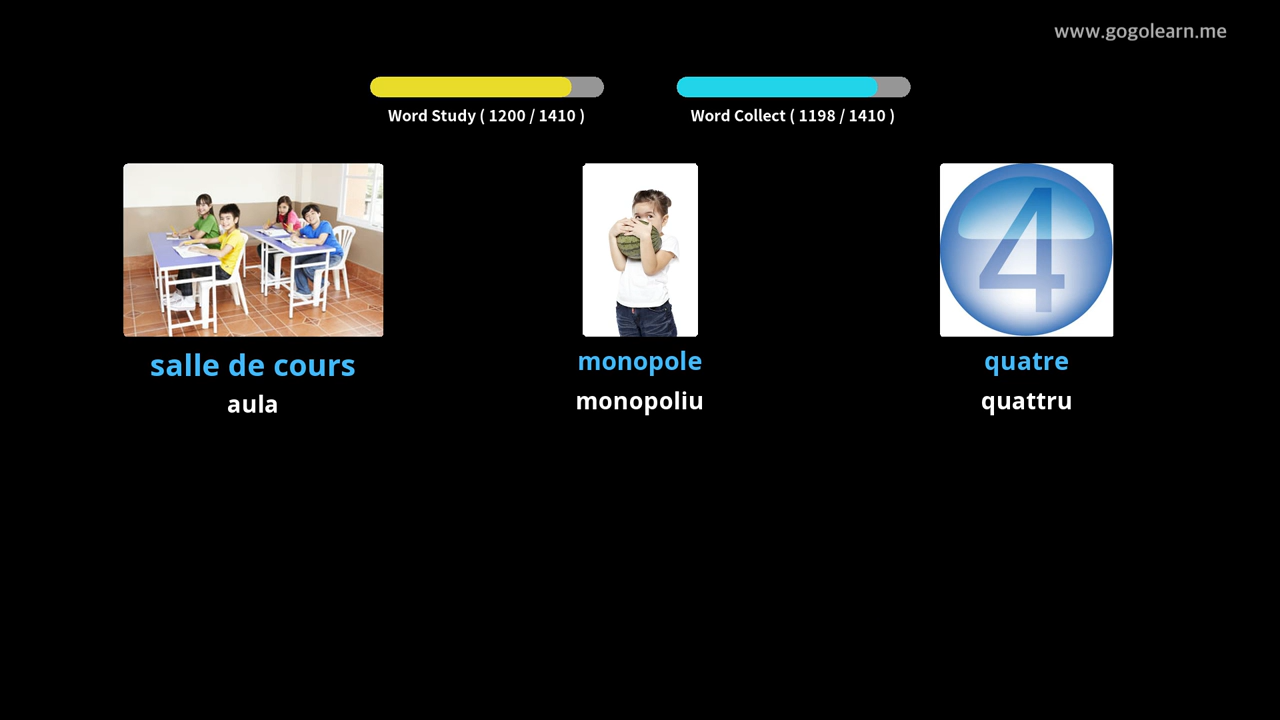 www.gogolearn.me
Word Study ( 1200 / 1410 )
Word Collect ( 1198 / 1410 )
4
salle de cours
aula
monopole
monopoliu
quatre
quattru